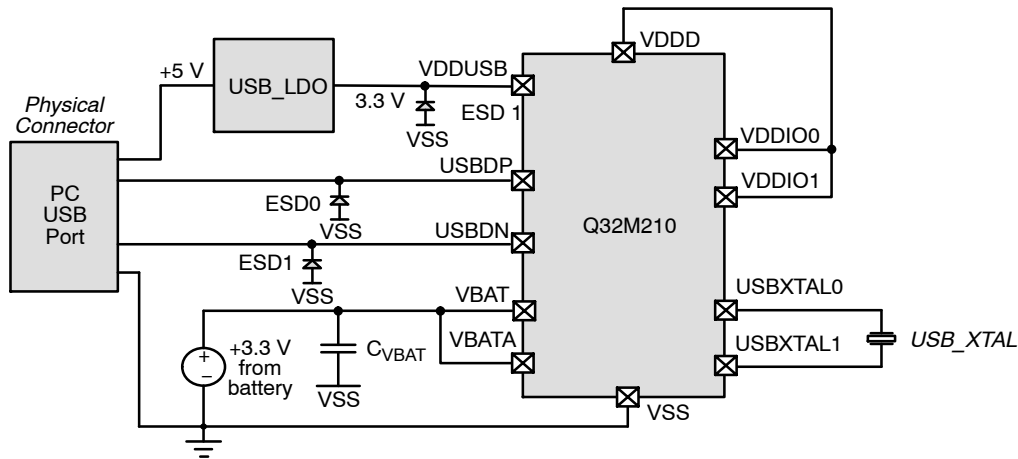 VDDD
+5 V
USB_LDO
VDDUSB
3.3 V
ESD 1
VSS
Physical
Connector
VDDIO0
USBDP
PC
USB
Port
ESD0
VSS
VDDIO1
Q32M210
USBDN
ESD1
VSS
VBAT
USBXTAL0
+3.3 V
from
battery
+
–
CVBAT
VBATA
USBXTAL1
USB_XTAL
VSS
VSS